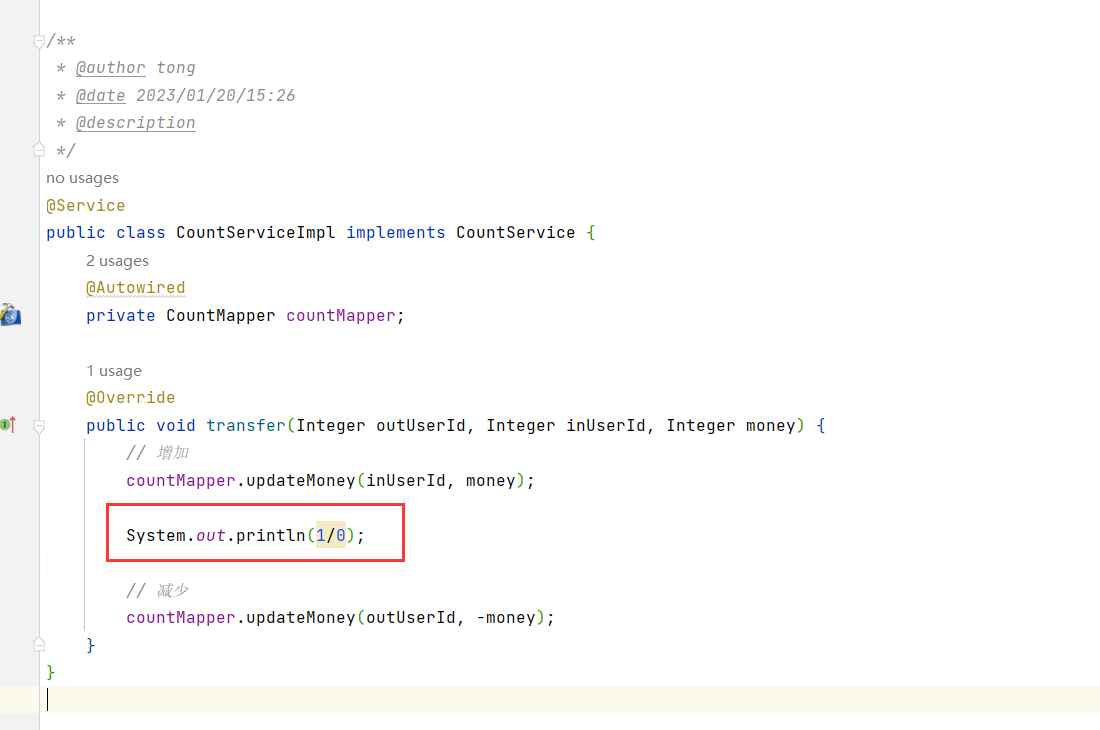 /**
* @author tong
* @date 2023/01/20/15:26
* @description
*/
no usages
@Service
public class CountServiceImpl implements CountService {
2 usages
@Autowired
private CountMapper countMapper;
1 usage
@Override
public void transfer(Integer outUserId, Integer inUserId, Integer money) {
// 增加
countMapper.updateMoney(inUserId, money);
System.out.println(1/0);
// 减少
countMapper.updateMoney(outUserId, -money);
}
}